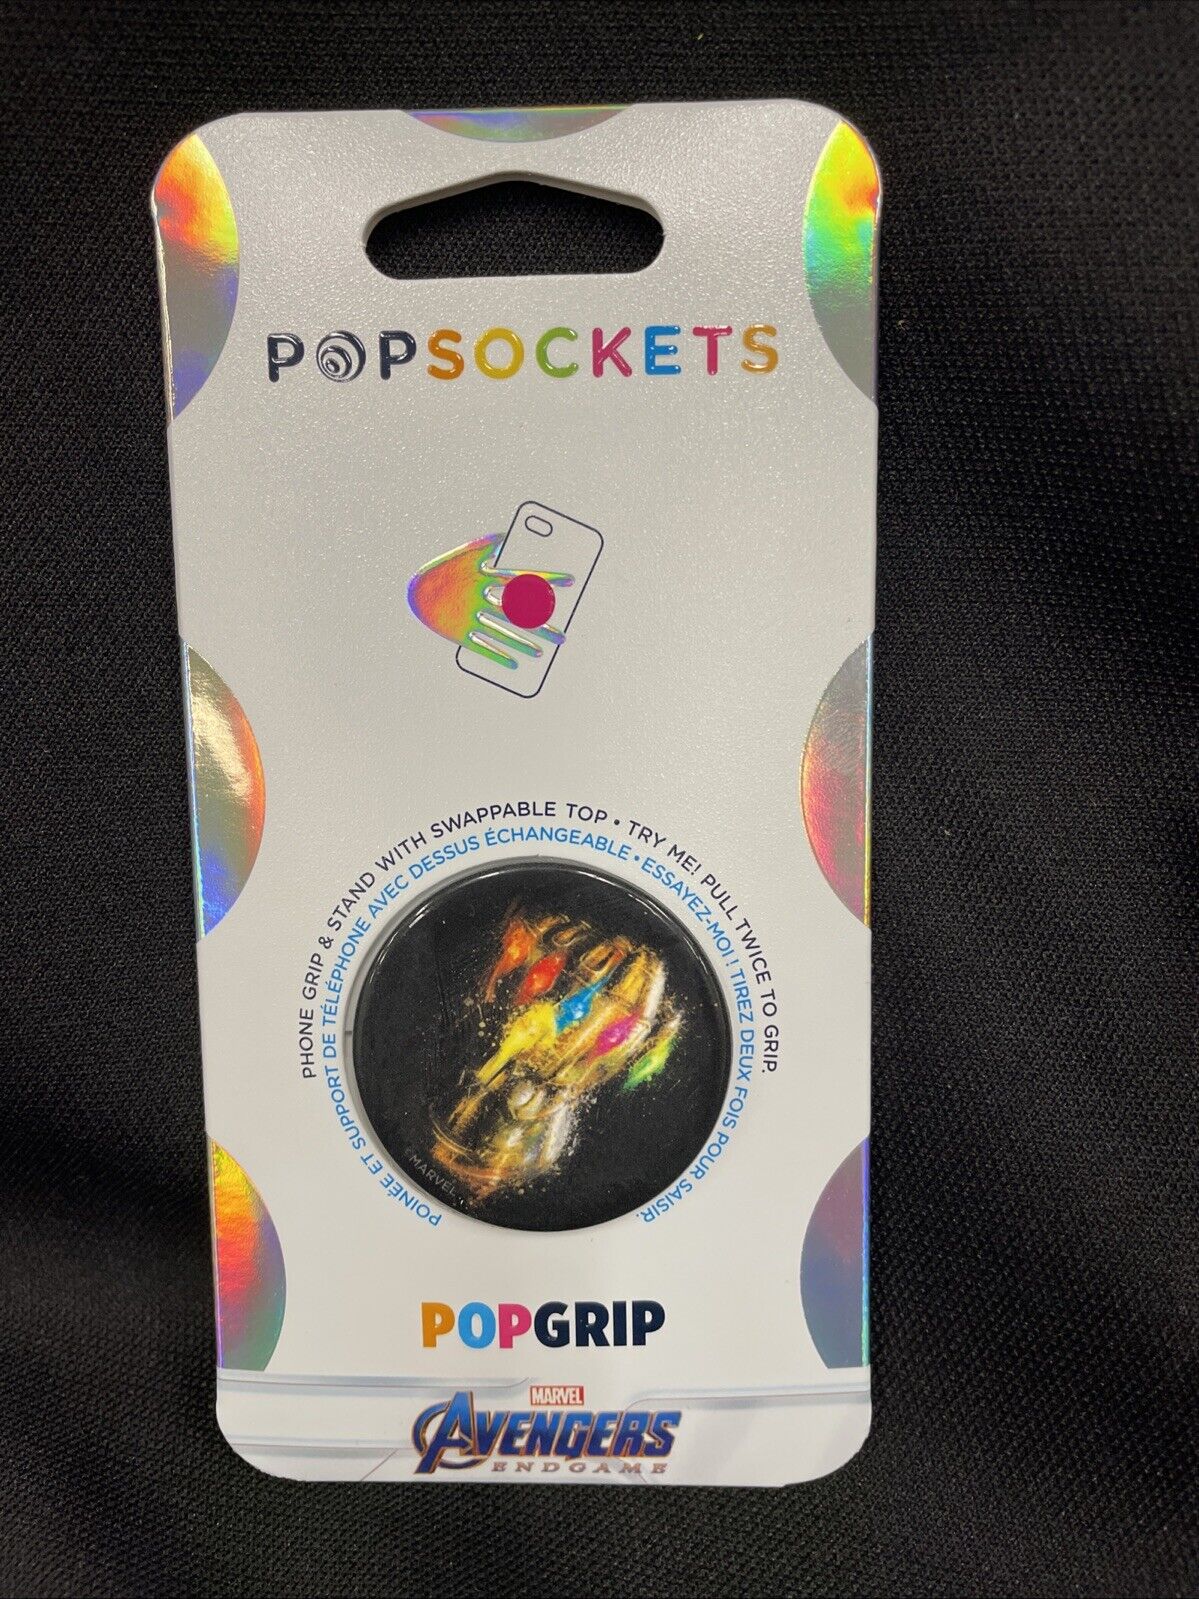 POPSOCKETS
PHONE GRIP & STAND WITH SWAPPABLE TOP • TRY ME! PULL TWICE TO GRIP.
POINÉE ET SUPPORT DE TÉLÉPHONE AVEC DESSUS ÉCHANGEABLE • ESSAYEZ-MOI ! TIREZ DEUX FOIS POUR SAISIR.
©MARVEL
POPGRIP
MARVEL
AVENGERS
ENDGAME